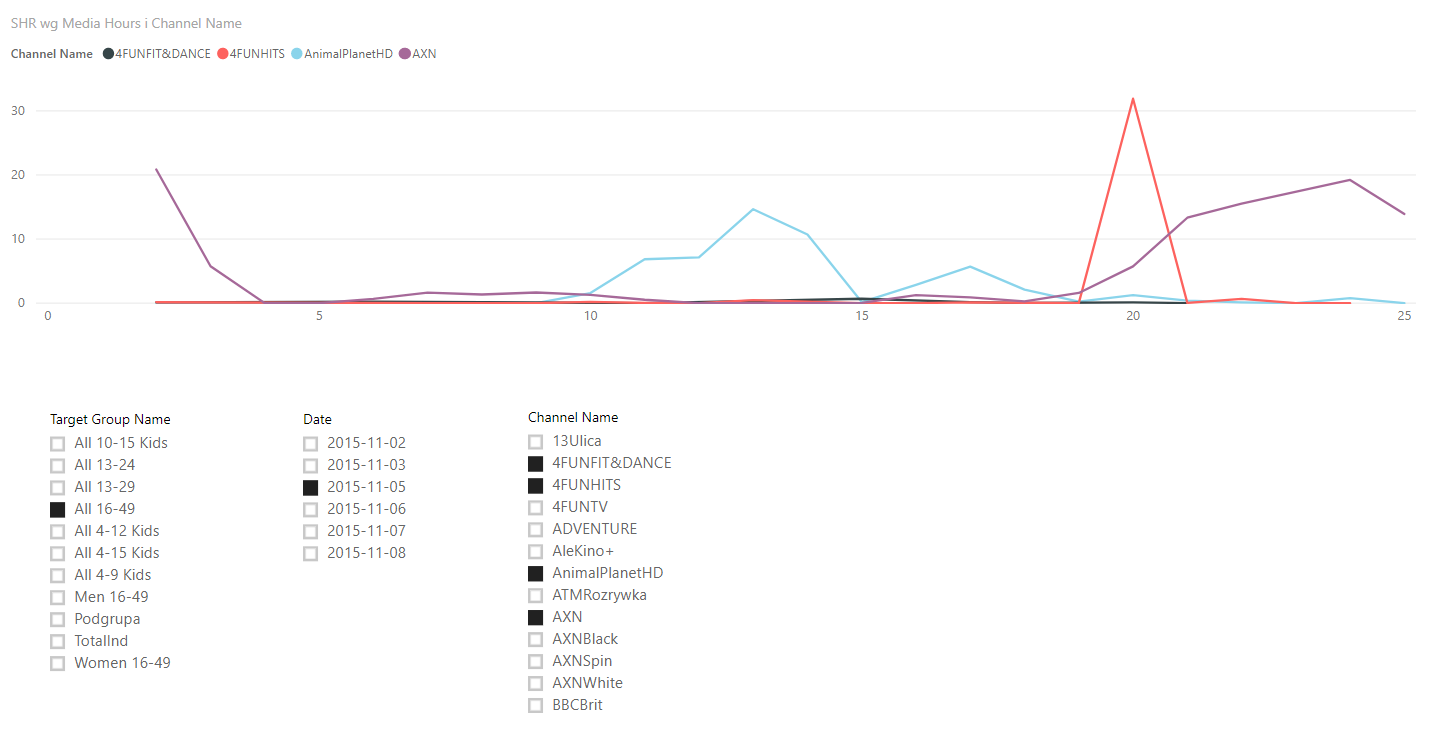 SHR wg Media Hours i Channel Name
Channel Name 4FUNFIT&DANCE 4FUNHITS AnimalPlanetHD AXN
30
20
10
0
0 5 10 15 20 25
Target Group Name
All 10-15 Kids
All 13-24
All 13-29
All 16-49
All 4-12 Kids
All 4-15 Kids
All 4-9 Kids
Men 16-49
Podgrupa
TotalInd
Women 16-49
Date
2015-11-02
2015-11-03
2015-11-05
2015-11-06
2015-11-07
2015-11-08
Channel Name
13Ulica
4FUNFIT&DANCE
4FUNHITS
4FUNTV
ADVENTURE
AleKino+
AnimalPlanetHD
ATMRozrywka
AXN
AXNBlack
AXNSpin
AXNWhite
BBCBrit